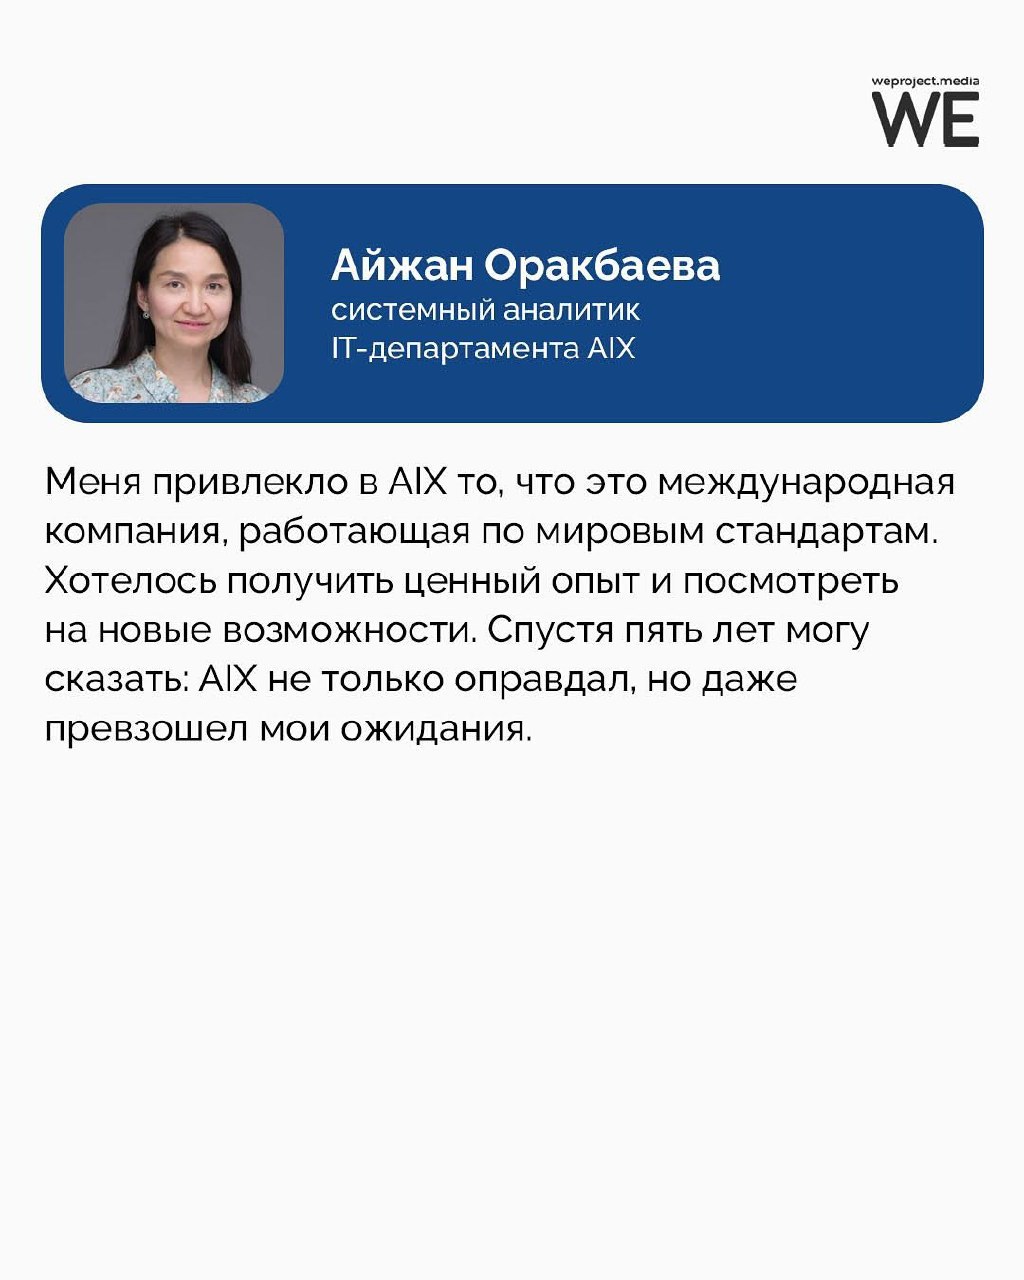 weproject.media
WE
Айжан Оракбаева
системный аналитик
IT-департамента AIX
Меня привлекло в AIX то, что это международная
компания, работающая по мировым стандартам.
Хотелось получить ценный опыт и посмотреть
на новые возможности. Спустя пять лет могу
сказать: AIX не только оправдал, но даже
превзошел мои ожидания.